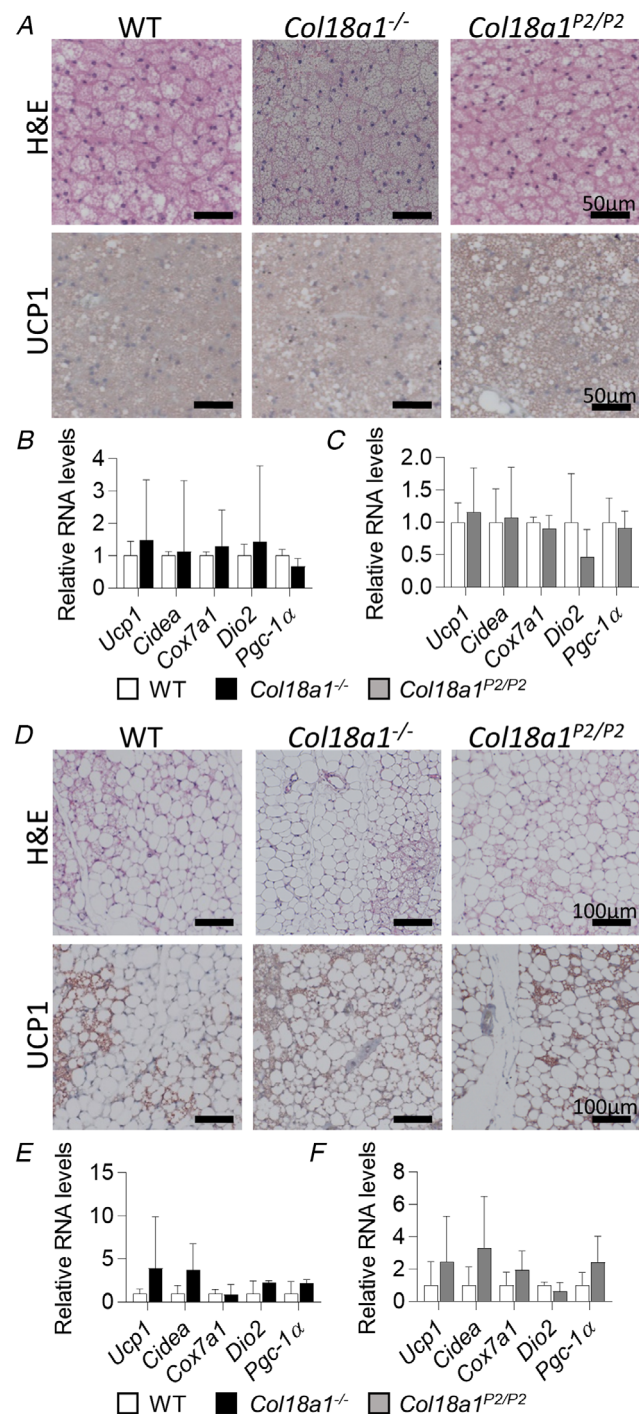 A
WT Col18a1-/- Col18a1P2/P2
H&E
50µm
UCP1
50µm
B
Relative RNA levels
4
3
2
1
0
Ucp1 Cidea Cox7a1 Dio2 Pgc-1α
C
Relative RNA levels
2.0
1.5
1.0
0.5
0.0
Ucp1 Cidea Cox7a1 Dio2 Pgc-1α
WT Col18a1-/- Col18a1P2/P2
D
WT Col18a1-/- Col18a1P2/P2
H&E
100µm
UCP1
100µm
E
Relative RNA levels
15
10
5
0
Ucp1 Cidea Cox7a1 Dio2 Pgc-1α
F
Relative RNA levels
8
6
4
2
0
Ucp1 Cidea Cox7a1 Dio2 Pgc-1α
WT Col18a1-/- Col18a1P2/P2